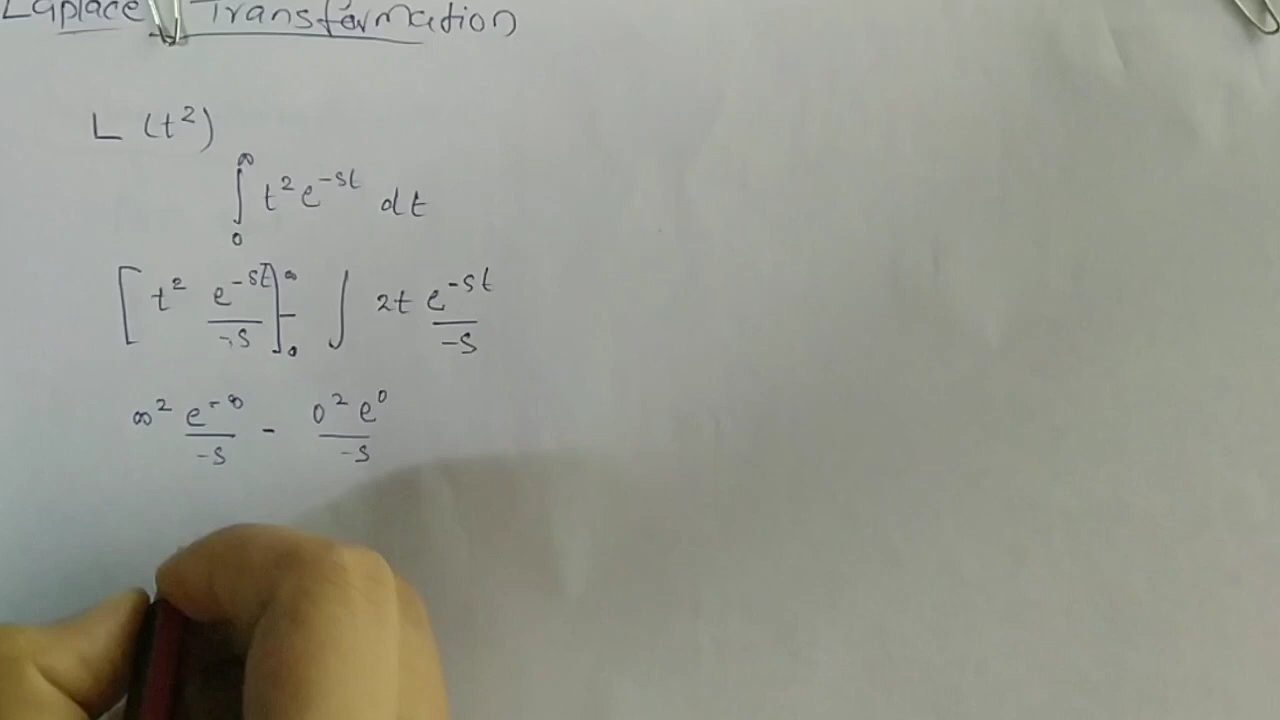 Laplace Transformation
L (t²)
∫₀^∞ t² e^{-st} dt
[t² e^{-st}/-s]₀^∞ - ∫ 2t e^{-st}/-s
∞² e^{-∞}/-s - 0² e⁰/-s